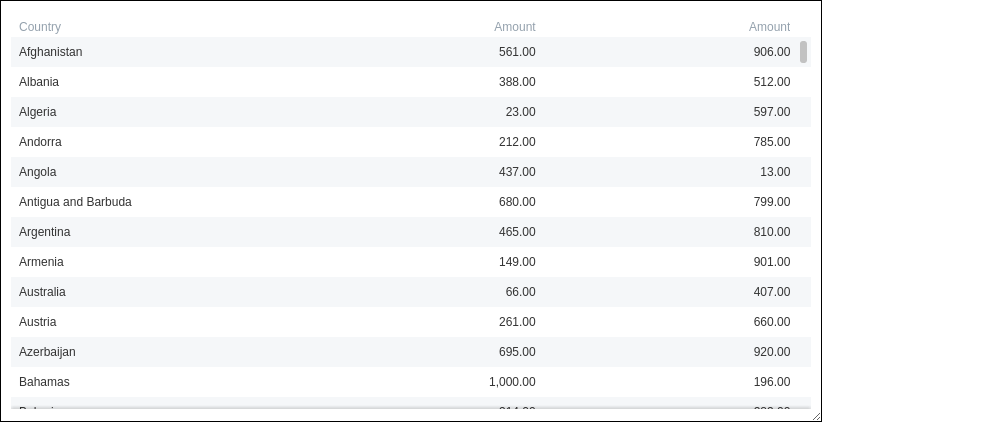 Country Amount Amount
Afghanistan 561.00 906.00
Albania 388.00 512.00
Algeria 23.00 597.00
Andorra 212.00 785.00
Angola 437.00 13.00
Antigua and Barbuda 680.00 799.00
Argentina 465.00 810.00
Armenia 149.00 901.00
Australia 66.00 407.00
Austria 261.00 660.00
Azerbaijan 695.00 920.00
Bahamas 1,000.00 196.00